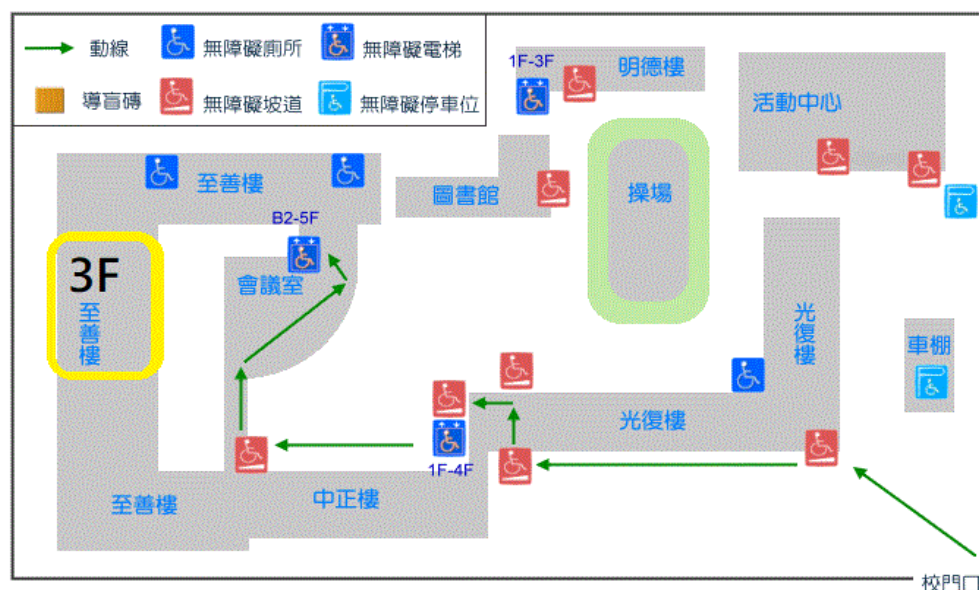 動線
無障礙廁所
無障礙電梯
導盲磚
無障礙坡道
無障礙停車位
1F-3F
明德樓
活動中心
至善樓
圖書館
操場
B2-5F
3F
至善樓
會議室
光復樓
車棚
光復樓
1F-4F
至善樓
中正樓
校門口